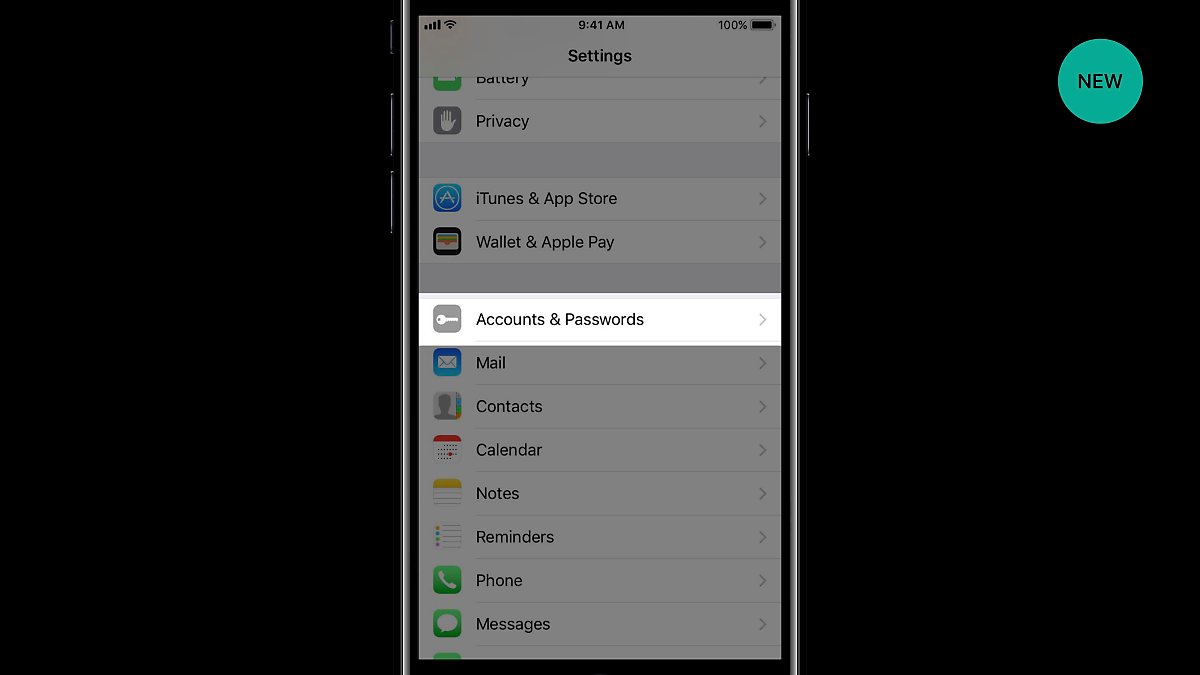 9:41 AM
100%
Settings
NEW
Battery
Privacy
iTunes & App Store
Wallet & Apple Pay
Accounts & Passwords
Mail
Contacts
Calendar
Notes
Reminders
Phone
Messages